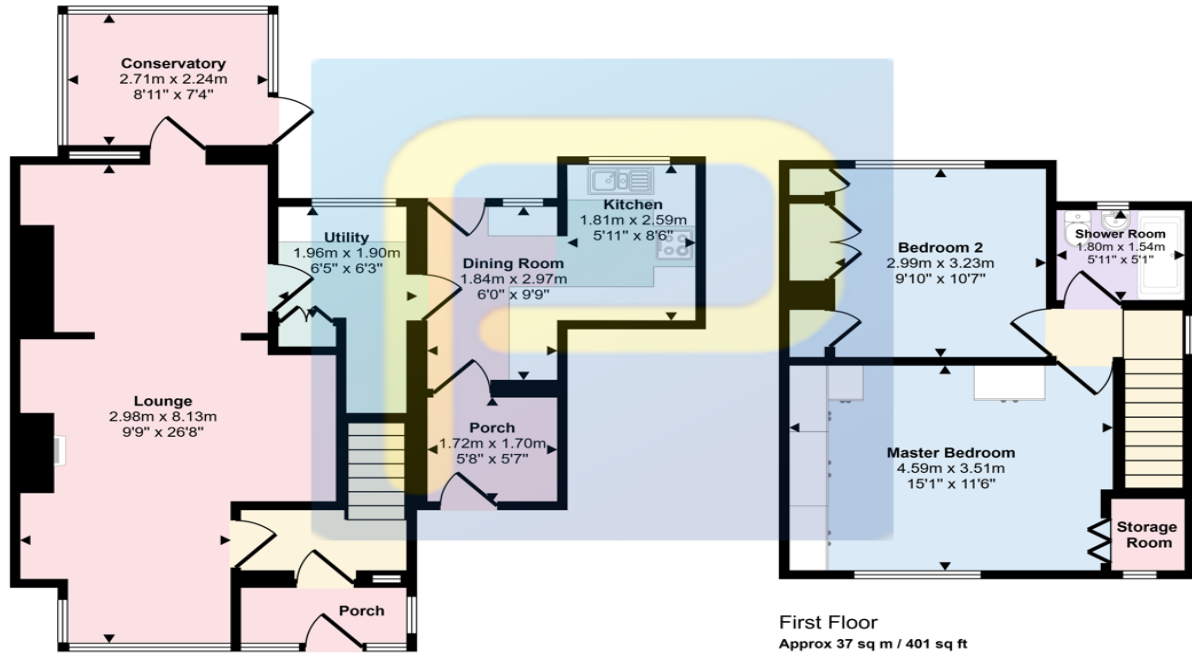 Conservatory
2.71m x 2.24m
8'11" x 7'4"
Utility
1.96m x 1.90m
6'5" x 6'3"
Kitchen
1.81m x 2.59m
5'11" x 8'6"
Dining Room
1.84m x 2.97m
6'0" x 9'9"
Lounge
2.98m x 8.13m
9'9" x 26'8"
Porch
1.72m x 1.70m
5'8" x 5'7"
Porch
Bedroom 2
2.99m x 3.23m
9'10" x 10'7"
Shower Room
1.80m x 1.54m
5'11" x 5'1"
Master Bedroom
4.59m x 3.51m
15'1" x 11'6"
Storage
Room
First Floor
Approx 37 sq m / 401 sq ft